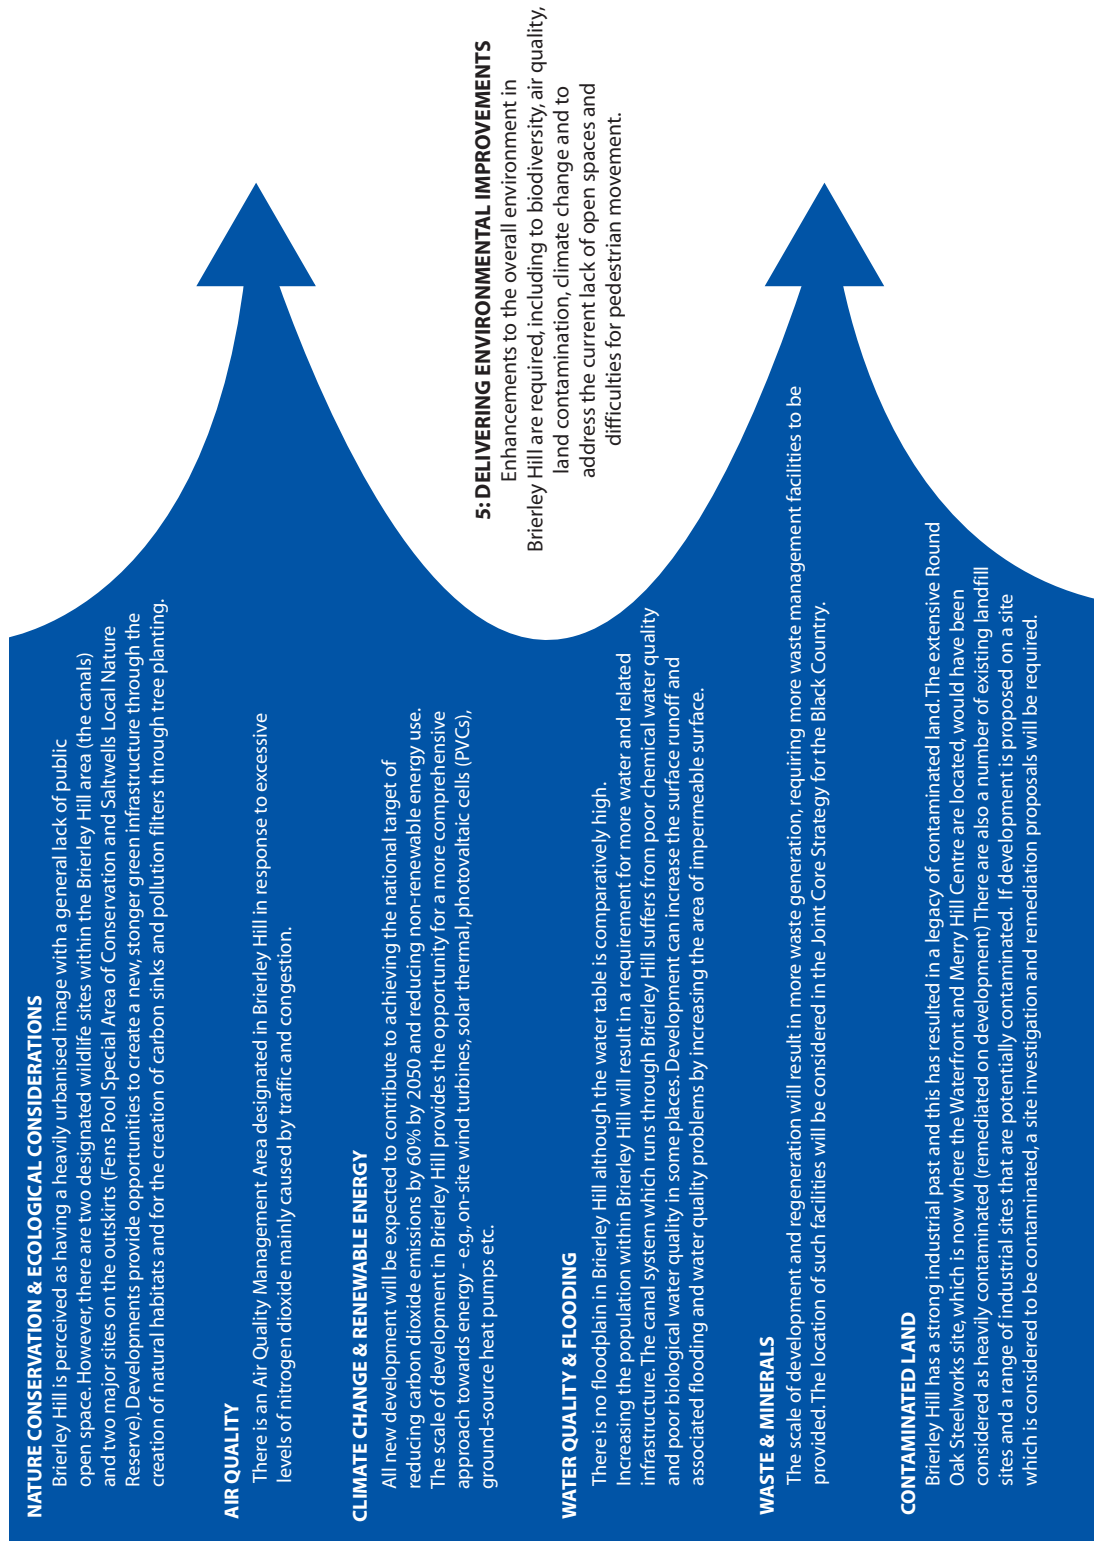 NATURE CONSERVATION & ECOLOGICAL CONSIDERATIONS
Brierley Hill is perceived as having a heavily urbanised image with a general lack of public
open space. However, there are two designated wildlife sites within the Brierley Hill area (the canals)
and two major sites on the outskirts (Fens Pool Special Area of Conservation and Saltwells Local Nature
Reserve). Developments provide opportunities to create a new, stonger green infrastructure through the
creation of natural habitats and for the creation of carbon sinks and pollution filters through tree planting.
AIR QUALITY
There is an Air Quality Management Area designated in Brierley Hill in response to excessive
levels of nitrogen dioxide mainly caused by traffic and congestion.
CLIMATE CHANGE & RENEWABLE ENERGY
All new development will be expected to contribute to achieving the national target of
reducing carbon dioxide emissions by 60% by 2050 and reducing non-renewable energy use.
The scale of development in Brierley Hill provides the opportunity for a more comprehensive
approach towards energy - e.g., on-site wind turbines, solar thermal, photovaltaic cells (PVCs),
ground-source heat pumps etc.
WATER QUALITY & FLOODING
There is no floodplain in Brierley Hill although the water table is comparatively high.
Increasing the population within Brierley Hill will result in a requirement for more water and related
infrastructure. The canal system which runs through Brierley Hill suffers from poor chemical water quality
and poor biological water quality in some places. Development can increase the surface runoff and
associated flooding and water quality problems by increasing the area of impermeable surface.
WASTE & MINERALS
The scale of development and regeneration will result in more waste generation, requiring more waste management facilities to be
provided. The location of such facilities will be considered in the Joint Core Strategy for the Black Country.
CONTAMINATED LAND
Brierley Hill has a strong industrial past and this has resulted in a legacy of contaminated land. The extensive Round
Oak Steelworks site, which is now where the Waterfront and Merry Hill Centre are located, would have been
considered as heavily contaminated (remediated on development) There are also a number of existing landfill
sites and a range of industrial sites that are potentially contaminated. If development is proposed on a site
which is considered to be contaminated, a site investigation and remediation proposals will be required.
5: DELIVERING ENVIRONMENTAL IMPROVEMENTS
Enhancements to the overall environment in
Brierley Hill are required, including to biodiversity, air quality,
land contamination, climate change and to
address the current lack of open spaces and
difficulties for pedestrian movement.